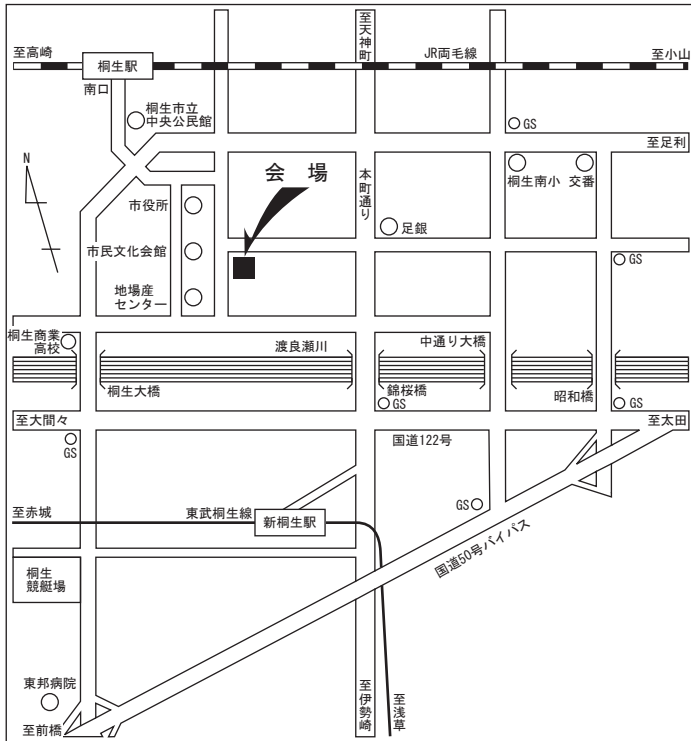 至天神町
至高崎
JR両毛線
至小山
桐生駅
南口
桐生市立
中央公民館
GS
至足利
N
会場
本町通り
桐生南小
交番
市役所
足銀
市民文化会館
GS
地場産
センター
桐生商業
高校
渡良瀬川
中通り大橋
桐生大橋
錦桜橋
昭和橋
GS
GS
至大間々
至太田
GS
国道122号
GS
至赤城
東武桐生線
新桐生駅
国道50号バイパス
桐生
競艇場
東邦病院
至伊勢崎
至浅草
至前橋